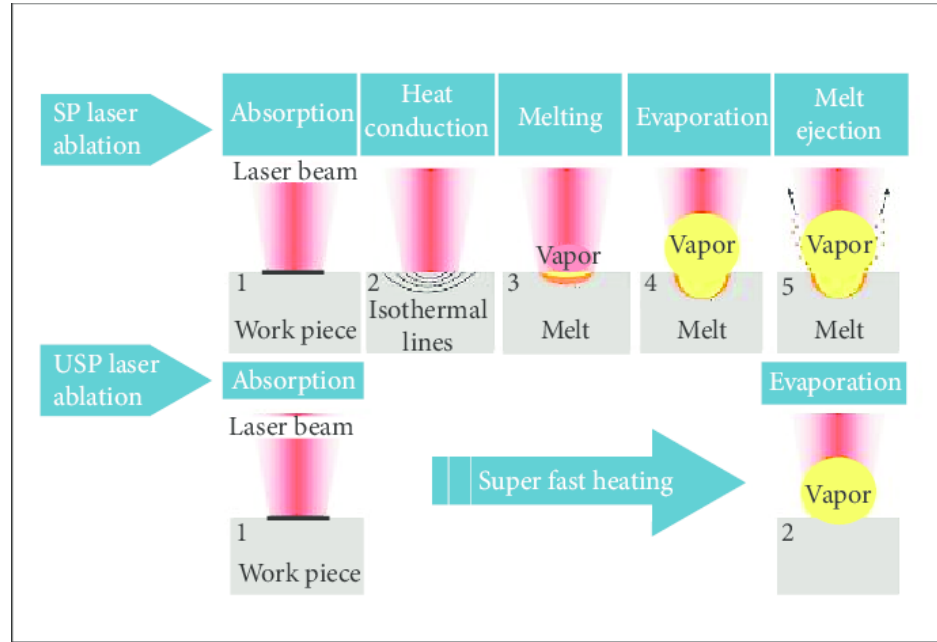 SP laser
ablation
Absorption
Heat
conduction
Melting
Evaporation
Melt
ejection
Laser beam
Vapor
Vapor
Vapor
1
2
3
4
5
Work piece
Isothermal
lines
Melt
Melt
Melt
USP laser
ablation
Absorption
Evaporation
Laser beam
Super fast heating
Vapor
1
2
Work piece